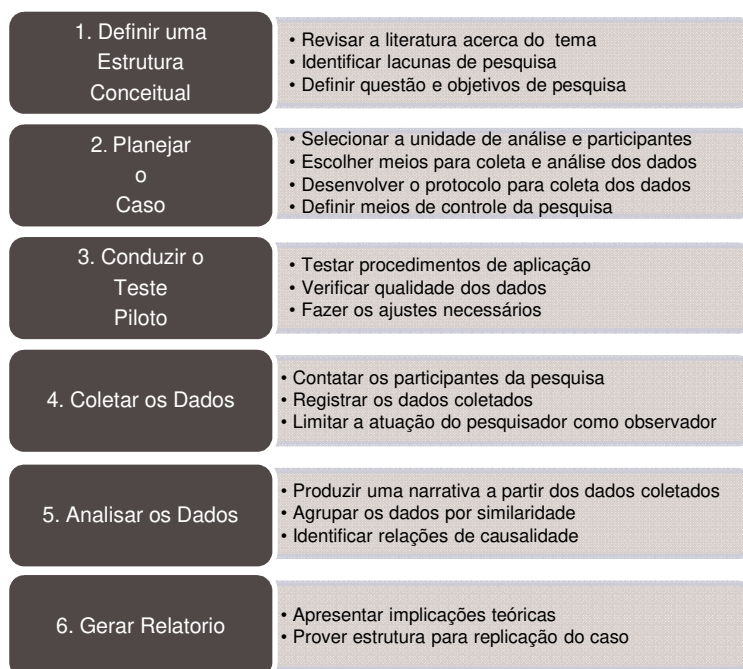 1. Definir uma
Estrutura
Conceitual
• Revisar a literatura acerca do tema
• Identificar lacunas de pesquisa
• Definir questão e objetivos de pesquisa
2. Planejar
o
Caso
• Selecionar a unidade de análise e participantes
• Escolher meios para coleta e análise dos dados
• Desenvolver o protocolo para coleta dos dados
• Definir meios de controle da pesquisa
3. Conduzir o
Teste
Piloto
• Testar procedimentos de aplicação
• Verificar qualidade dos dados
• Fazer os ajustes necessários
4. Coletar os Dados
• Contatar os participantes da pesquisa
• Registrar os dados coletados
• Limitar a atuação do pesquisador como observador
5. Analisar os Dados
• Produzir uma narrativa a partir dos dados coletados
• Agrupar os dados por similaridade
• Identificar relações de causalidade
6. Gerar Relatorio
• Apresentar implicações teóricas
• Prover estrutura para replicação do caso